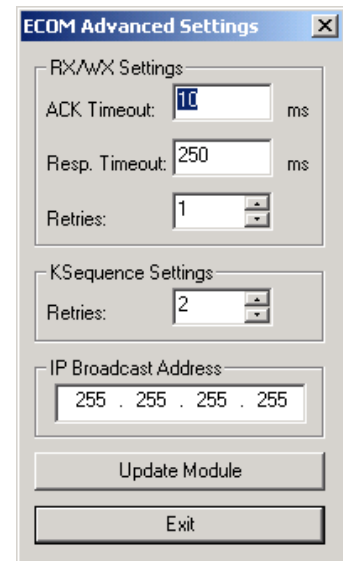 ECOM Advanced Settings
RX/WX Settings
ACK Timeout: 10 ms
Resp. Timeout: 250 ms
Retries: 1
KSequence Settings
Retries: 2
IP Broadcast Address
255 . 255 . 255 . 255
Update Module
Exit